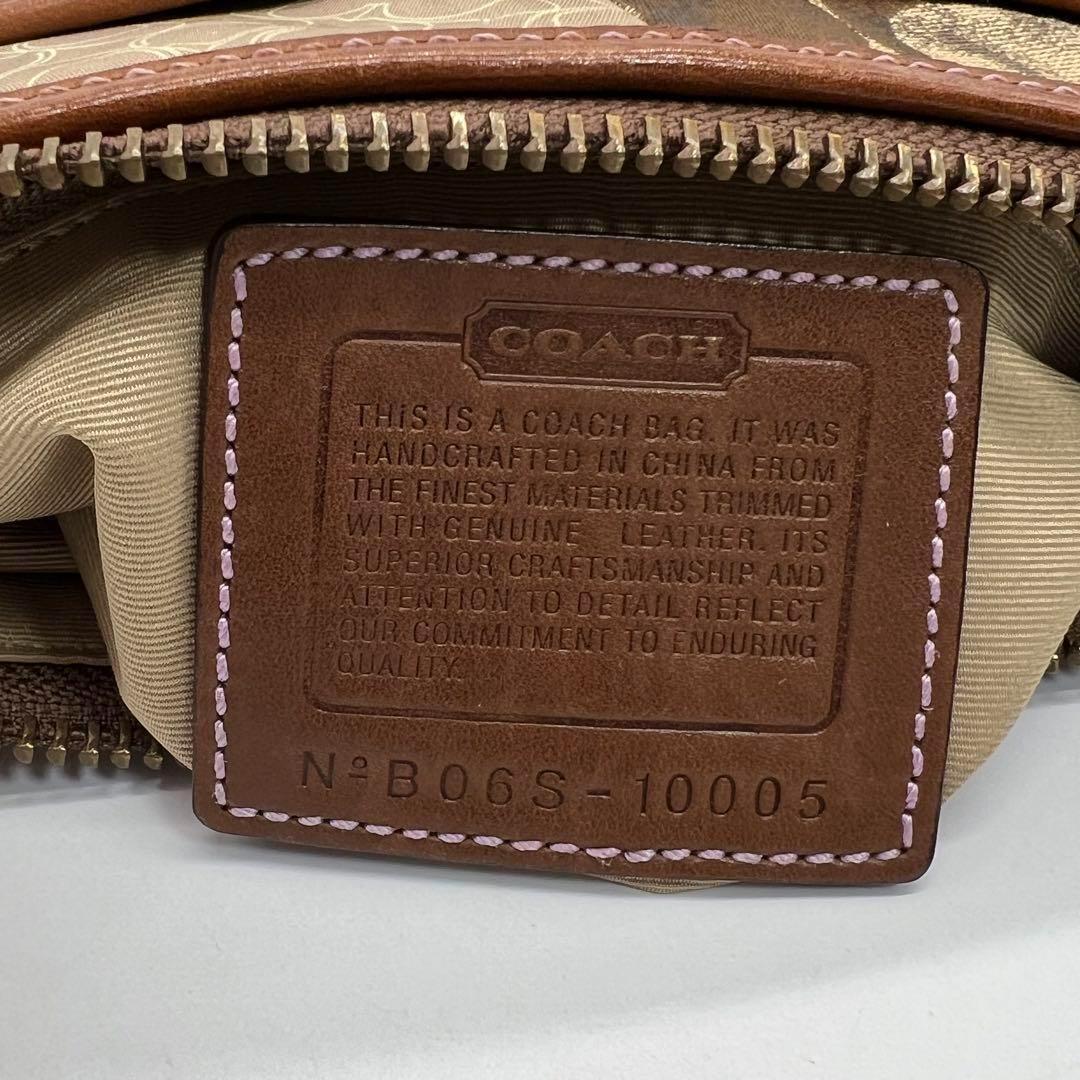 COACH
THIS IS A COACH BAG. IT WAS
HANDCRAFTED IN CHINA FROM
THE FINEST MATERIALS TRIMMED
WITH GENUINE LEATHER. ITS
SUPERIOR CRAFTSMANSHIP AND
ATTENTION TO DETAIL REFLECT
OUR COMMITMENT TO ENDURING
QUALITY.
Nº B06S-10005